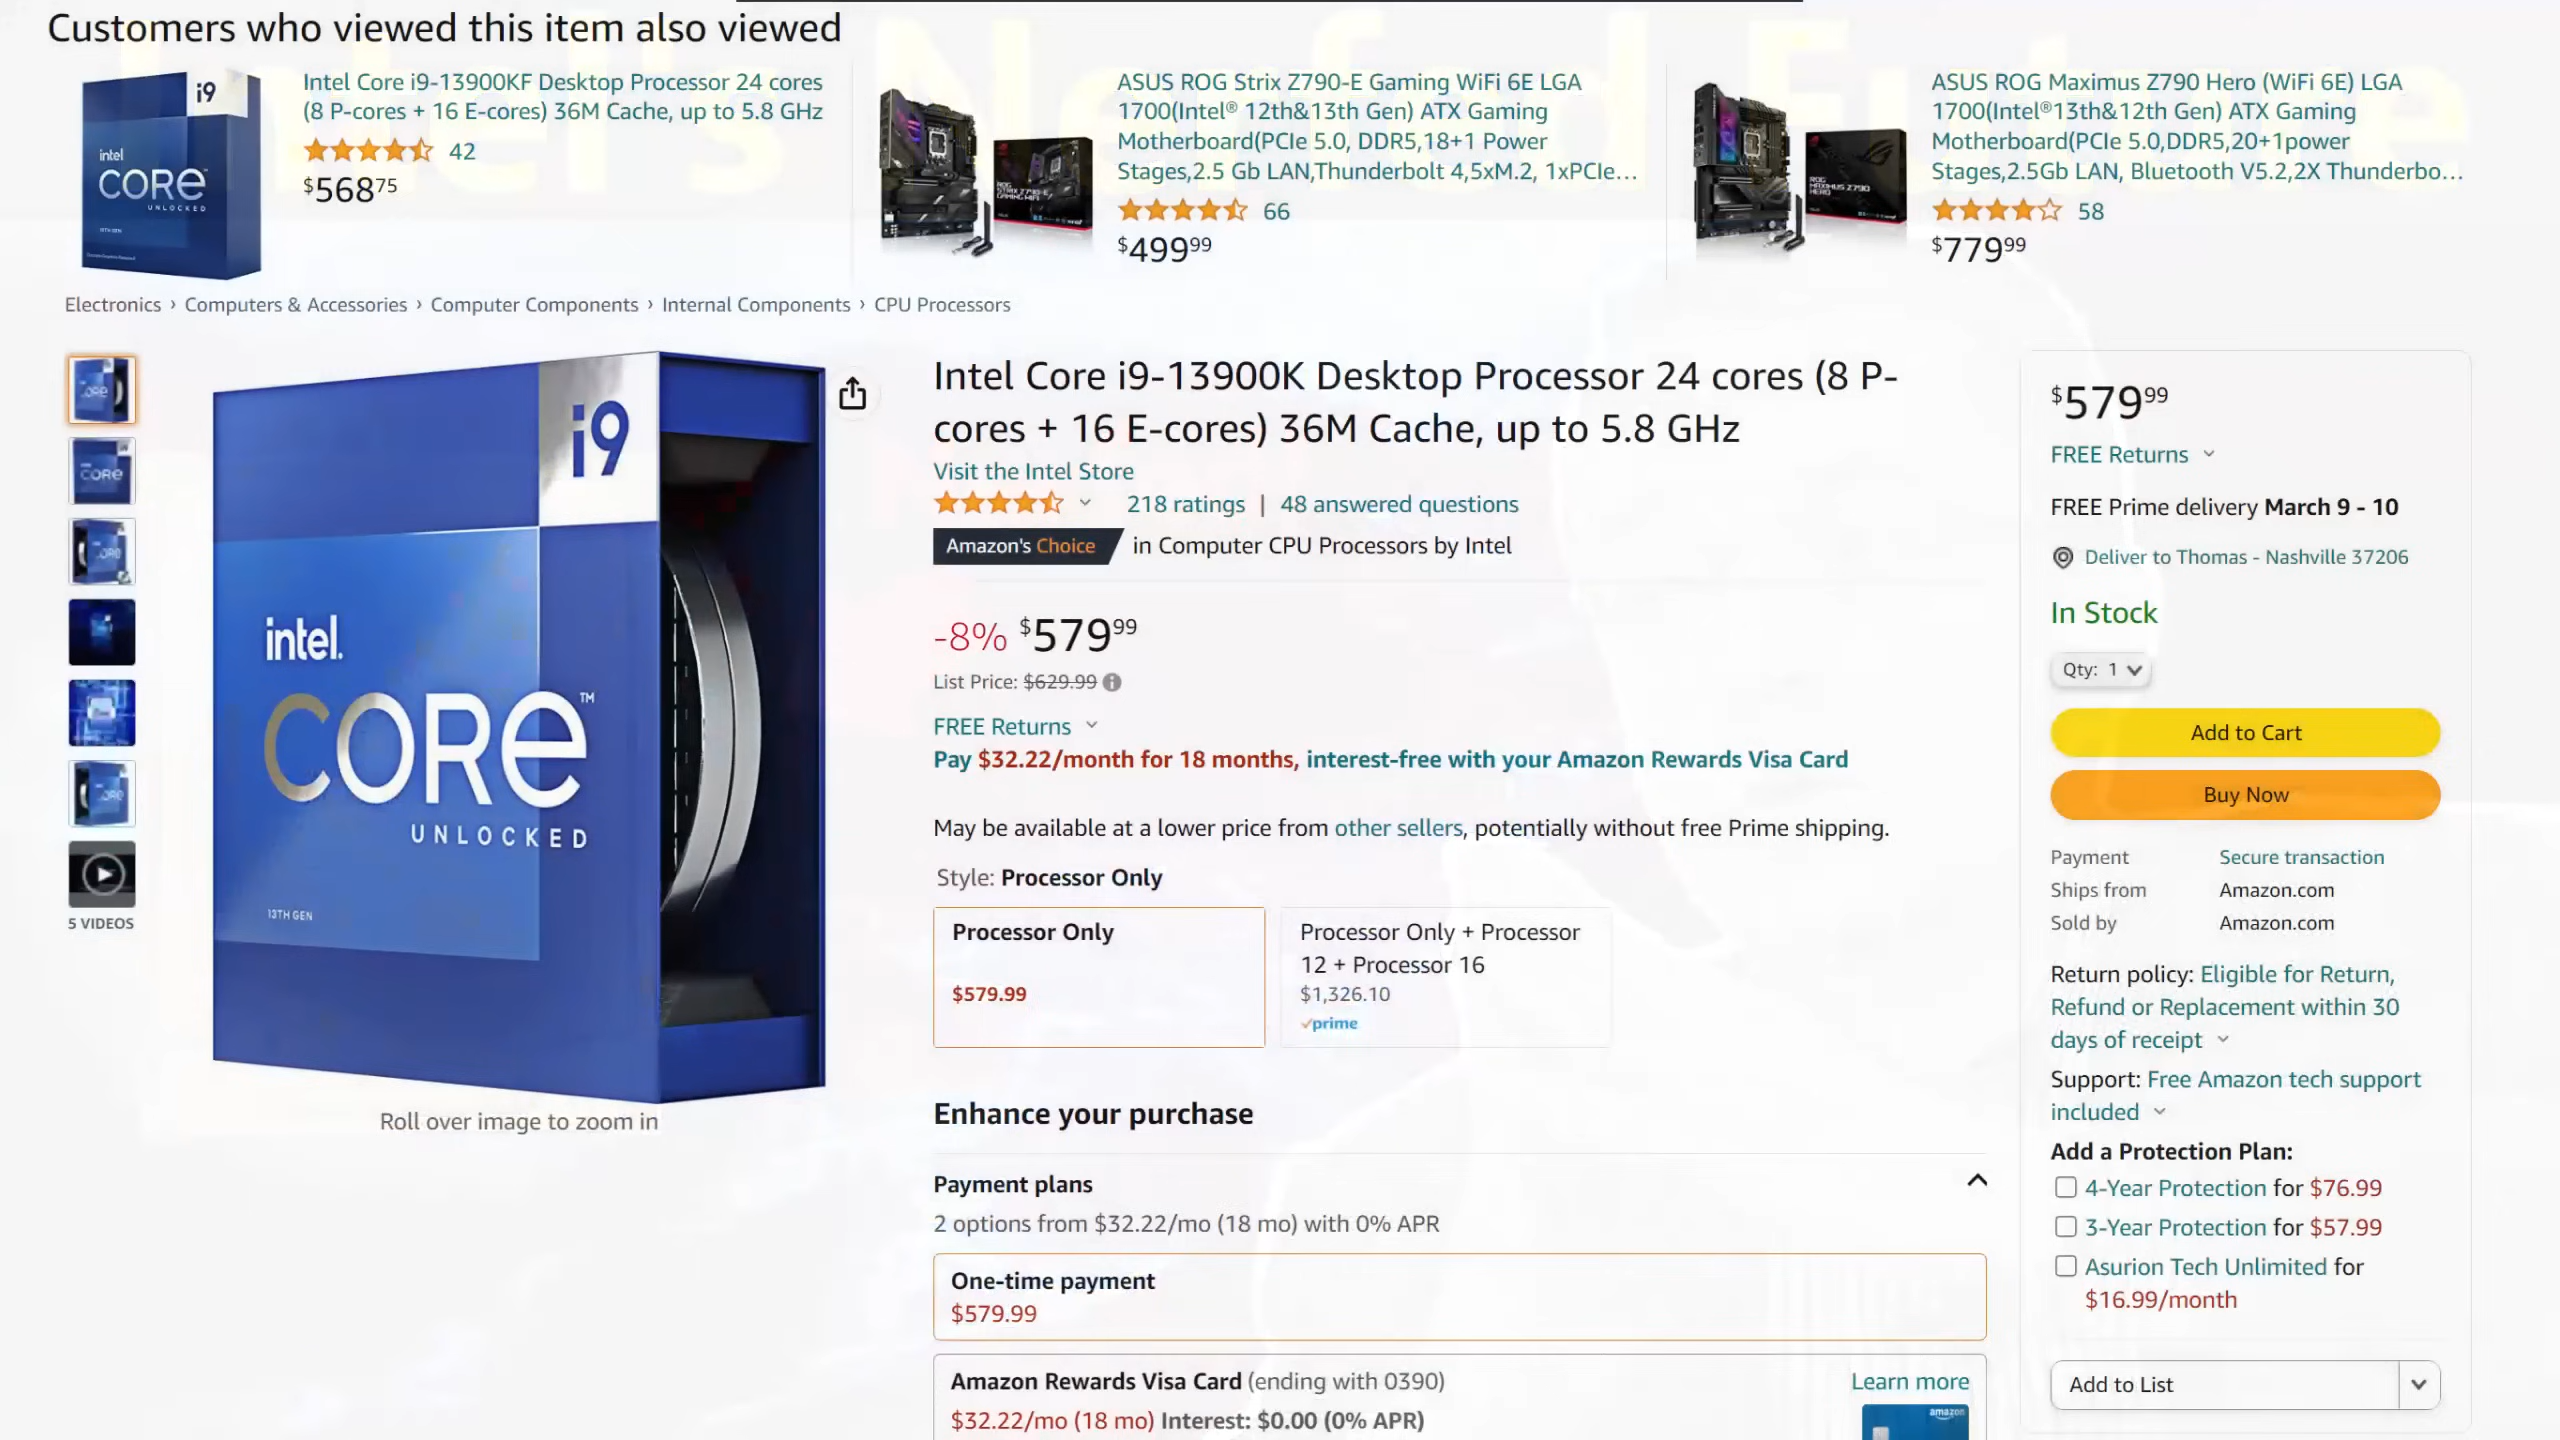 Customers who viewed this item also viewed
Intel Core i9-13900KF Desktop Processor 24 cores
(8 P-cores + 16 E-cores) 36M Cache, up to 5.8 GHz
42
$56875
ASUS ROG Strix Z790-E Gaming WiFi 6E LGA
1700(Intel® 12th&13th Gen) ATX Gaming
Motherboard(PCIe 5.0, DDR5,18+1 Power
Stages,2.5 Gb LAN,Thunderbolt 4,5xM.2, 1xPCIe...
66
$49999
ASUS ROG Maximus Z790 Hero (WiFi 6E) LGA
1700(Intel®13th&12th Gen) ATX Gaming
Motherboard(PCIe 5.0,DDR5,20+1power
Stages,2.5Gb LAN, Bluetooth V5.2,2X Thunderbo...
58
$77999
i9
intel
CORe
UNLOCKED
Electronics › Computers & Accessories › Computer Components › Internal Components › CPU Processors
i9
intel.
CORe™
UNLOCKED
13TH GEN
5 VIDEOS
Roll over image to zoom in
Intel Core i9-13900K Desktop Processor 24 cores (8 P-
cores + 16 E-cores) 36M Cache, up to 5.8 GHz
Visit the Intel Store
218 ratings | 48 answered questions
Amazon's Choice in Computer CPU Processors by Intel
-8% $57999
List Price: $629.99
FREE Returns
Pay $32.22/month for 18 months, interest-free with your Amazon Rewards Visa Card
May be available at a lower price from other sellers, potentially without free Prime shipping.
Style: Processor Only
Processor Only
$579.99
Processor Only + Processor
12 + Processor 16
$1,326.10
prime
Enhance your purchase
Payment plans
2 options from $32.22/mo (18 mo) with 0% APR
One-time payment
$579.99
Amazon Rewards Visa Card (ending with 0390)
Learn more
$32.22/mo (18 mo) Interest: $0.00 (0% APR)
amazon
$57999
FREE Returns
FREE Prime delivery March 9 - 10
Deliver to Thomas - Nashville 37206
In Stock
Qty: 1
Add to Cart
Buy Now
Payment Secure transaction
Ships from Amazon.com
Sold by Amazon.com
Return policy: Eligible for Return,
Refund or Replacement within 30
days of receipt
Support: Free Amazon tech support
included
Add a Protection Plan:
4-Year Protection for $76.99
3-Year Protection for $57.99
Asurion Tech Unlimited for
$16.99/month
Add to List